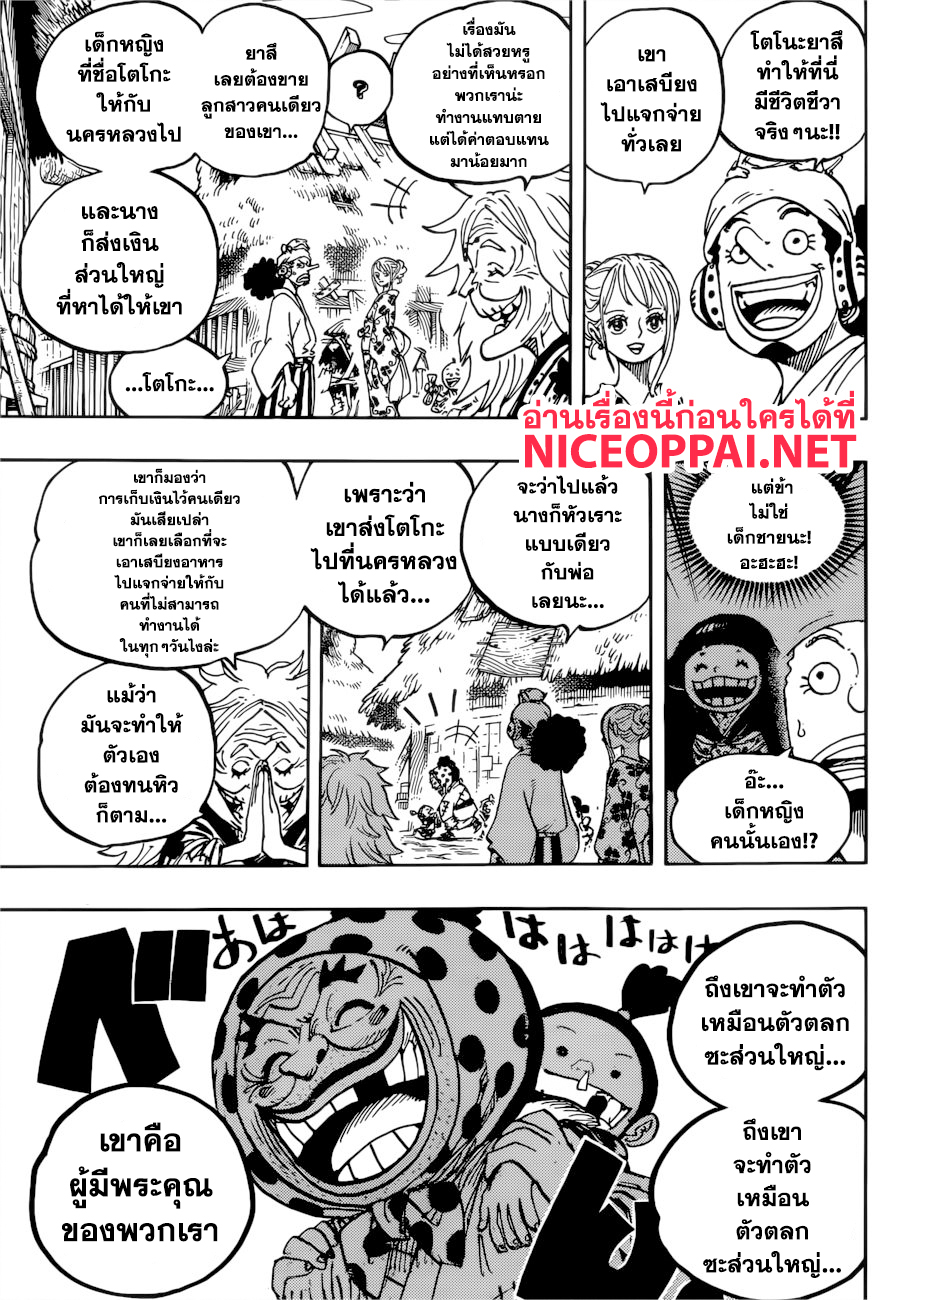 โตโนะยาสึ
ทำให้ที่นี่
มีชีวิตชีวา
จริงๆนะ!!
เขา
เอาเสบียง
ไปแจกจ่าย
ทั่วเลย
เรื่องมัน
ไม่ได้สวยหรู
อย่างที่เห็นหรอก
พวกเราน่ะ
ทำงานแทบตาย
แต่ได้ค่าตอบแทน
มาน้อยมาก
?
ยาสึ
เลยต้องขาย
ลูกสาวคนเดียว
ของเขา...
เด็กหญิง
ที่ชื่อโตโกะ
ให้กับ
นครหลวงไป
และนาง
ก็ส่งเงิน
ส่วนใหญ่
ที่หาได้ให้เขา
...โตโกะ...
อ่านเรื่องนี้ก่อนใครได้ที่
NICEOPPAI.NET
แต่ข้า
ไม่ใช่
เด็กชายนะ!
อะฮะฮะ!
อ๊ะ...
เด็กหญิง
คนนั้นเอง!?
จะว่าไปแล้ว
นางก็หัวเราะ
แบบเดียว
กับพ่อ
เลยนะ...
เพราะว่า
เขาส่งโตโกะ
ไปที่นครหลวง
ได้แล้ว...
เขาก็มองว่า
การเก็บเงินไว้คนเดียว
มันเสียเปล่า
เขาก็เลยเลือกที่จะ
เอาเสบียงอาหาร
ไปแจกจ่ายให้กับ
คนที่ไม่สามารถ
ทำงานได้
ในทุกๆวันไงล่ะ
แม้ว่า
มันจะทำให้
ตัวเอง
ต้องทนหิว
ก็ตาม...
あは
はははは
ถึงเขาจะทำตัว
เหมือนตัวตลก
ซะส่วนใหญ่...
ถึงเขา
จะทำตัว
เหมือน
ตัวตลก
ซะส่วนใหญ่...
べ
เขาคือ
ผู้มีพระคุณ
ของพวกเรา